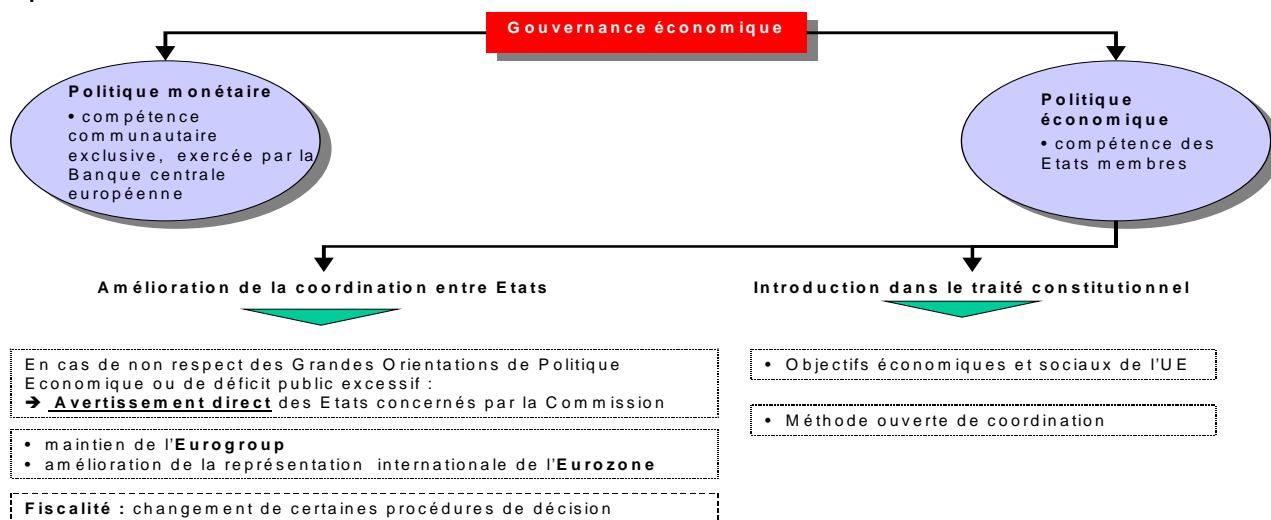 Gouvernance économique
Politique monétaire
• compétence
communautaire
exclusive, exercée par la
Banque centrale
européenne
Politique
économique
• compétence des
Etats membres
Amélioration de la coordination entre Etats
Introduction dans le traité constitutionnel
En cas de non respect des Grandes Orientations de Politique
Economique ou de déficit public excessif :
➔ Avertissement direct des Etats concernés par la Commission
• maintien de l'Eurogroup
• amélioration de la représentation internationale de l'Eurozone
Fiscalité : changement de certaines procédures de décision
• Objectifs économiques et sociaux de l'UE
• Méthode ouverte de coordination